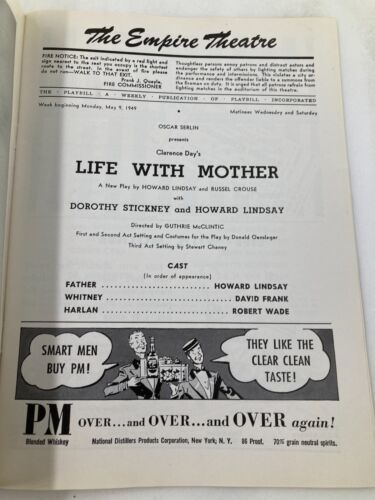 The Empire Theatre
FIRE NOTICE: The exit indicated by a red light and
sign nearest to the seat you occupy is the shortest
route to the street. In the event of fire please
do not run—WALK TO THAT EXIT.
Frank J. Quayle,
FIRE COMMISSIONER
Thoughtless persons annoy patrons and distract actors and
endanger the safety of others by lighting matches during
the performance and intermissions. This violates a city or-
dinance and renders the offender liable to a summons from
the fireman on duty. It is urged that all patrons refrain from
lighting matches in the auditorium of this theatre.
THE · PLAYBILL · A · WEEKLY · PUBLICATION · OF · PLAYBILL · INCORPORATED
Week beginning Monday, May 9, 1949
Matinees Wednesday and Saturday
OSCAR SERLIN
presents
Clarence Day's
LIFE WITH MOTHER
A New Play by HOWARD LINDSAY and RUSSEL CROUSE
with
DOROTHY STICKNEY and HOWARD LINDSAY
Directed by GUTHRIE McCLINTIC
First and Second Act Setting and Costumes for the Play by Donald Oenslager
Third Act Setting by Stewart Chaney
CAST
(In order of appearance)
FATHER .......................... HOWARD LINDSAY
WHITNEY .......................... DAVID FRANK
HARLAN .......................... ROBERT WADE
SMART MEN
BUY PM!
THEY LIKE THE
CLEAR CLEAN
TASTE!
PM OVER...and OVER...and OVER again!
Blended Whiskey National Distillers Products Corporation, New York, N. Y. 86 Proof. 70% grain neutral spirits.